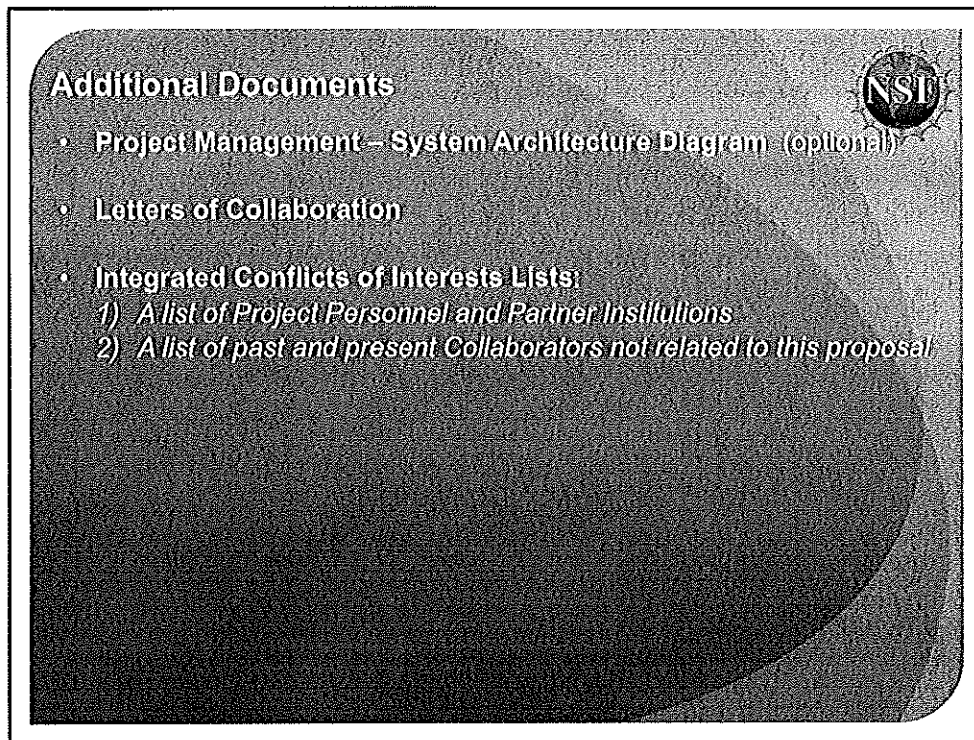 Additional Documents
NSF
• Project Management – System Architecture Diagram (optional)
• Letters of Collaboration
• Integrated Conflicts of Interests Lists:
1) A list of Project Personnel and Partner Institutions
2) A list of past and present Collaborators not related to this proposal